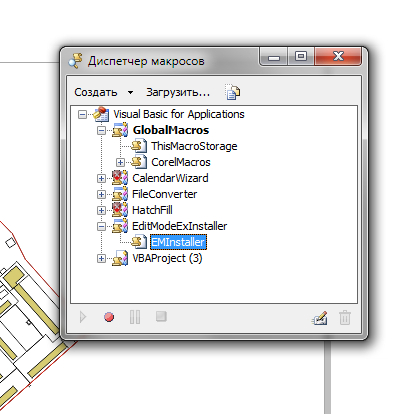 Диспетчер макросов
Создать Загрузить...
Visual Basic for Applications
GlobalMacros
ThisMacroStorage
CorelMacros
CalendarWizard
FileConverter
HatchFill
EditModeExInstaller
EMInstaller
VBAProject (3)